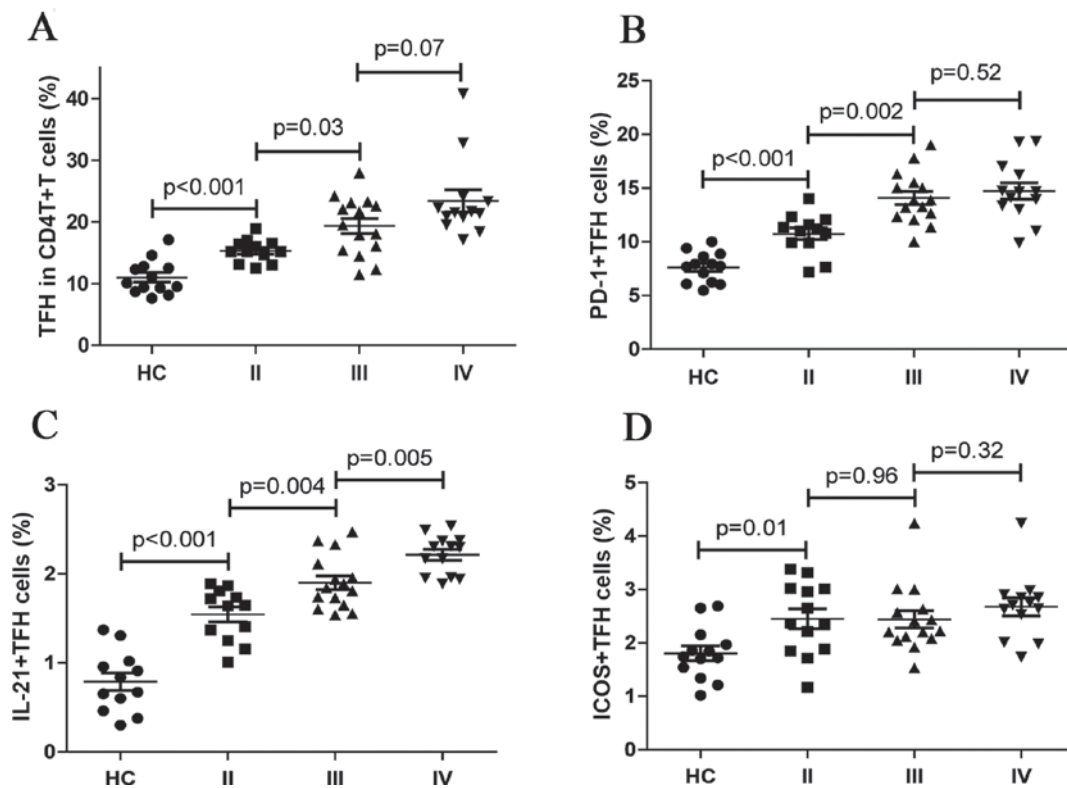 A
TFH in CD4T+T cells (%)
40
30
20
10
0
p<0.001
p=0.03
p=0.07
HC II III IV
B
PD-1+TFH cells (%)
25
20
15
10
5
0
p<0.001
p=0.002
p=0.52
HC II III IV
C
IL-21+TFH cells (%)
3
2
1
0
p<0.001
p=0.004
p=0.005
HC II III IV
D
ICOS+TFH cells (%)
5
4
3
2
1
0
p=0.01
p=0.96
p=0.32
HC II III IV